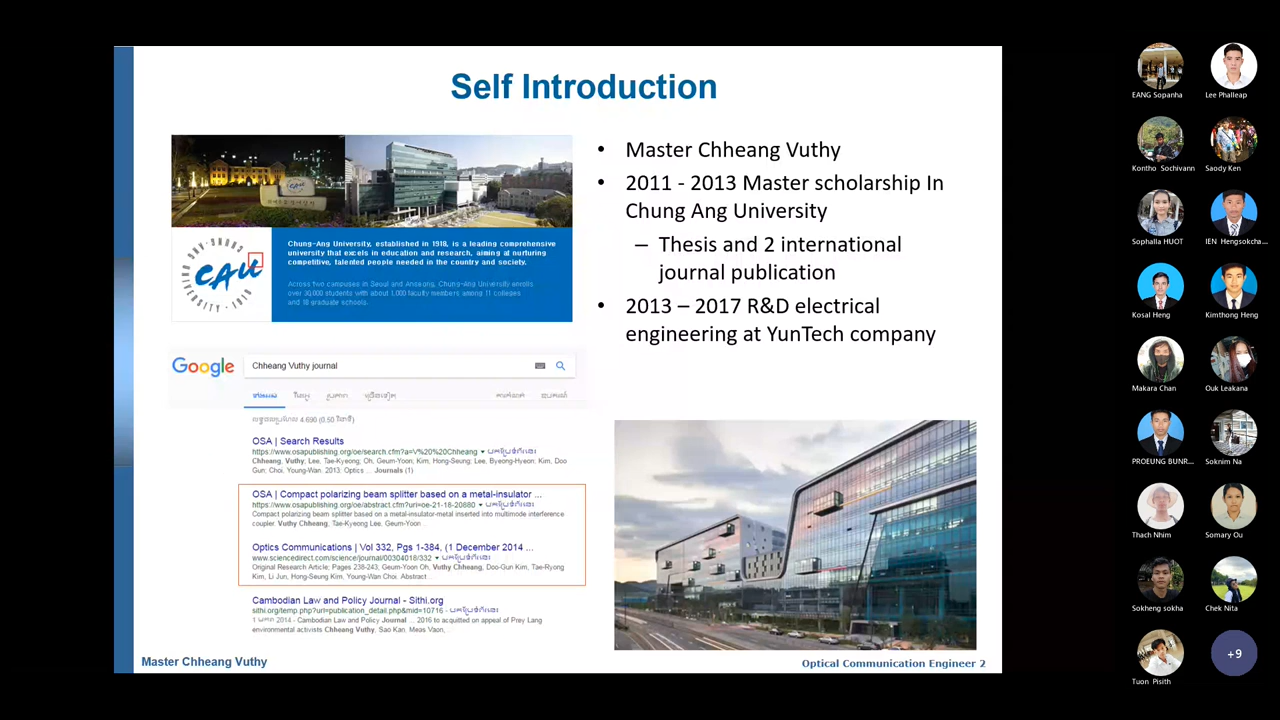 Self Introduction
Chung-Ang University, established in 1918, is a leading comprehensive
university that excels in education and research, aiming at nurturing
competitive, talented people needed in the country and society.
Across two campuses in Seoul and Anseong, Chung-Ang University enrolls
over 30,000 students with about 1,000 faculty members among 11 colleges
and 18 graduate schools.
CHUNG-ANG UNIVERSITY 1918
CAU
• Master Chheang Vuthy
• 2011 - 2013 Master scholarship In
Chung Ang University
– Thesis and 2 international
journal publication
• 2013 – 2017 R&D electrical
engineering at YunTech company
Google
Chheang Vuthy journal
OSA | Search Results
https://www.osapublishing.org/oe/search.cfm?a=V%20%20Chheang
Chheang, Vuthy; Lee, Tae-Kyeong; Oh, Geum-Yoon; Kim, Hong-Seung; Lee, Byeong-Hyeon; Kim, Doo
Gun; Choi, Young-Wan. 2013. Optics ... Journals (1)
OSA | Compact polarizing beam splitter based on a metal-insulator ...
https://www.osapublishing.org/oe/abstract.cfm?uri=oe-21-18-20880
Compact polarizing beam splitter based on a metal-insulator-metal inserted into multimode interference
coupler. Vuthy Chheang, Tae-Kyeong Lee, Geum-Yoon ...
Optics Communications | Vol 332, Pgs 1-384, (1 December 2014 ...
www.sciencedirect.com/science/journal/00304018/332
Original Research Article; Pages 238-243; Geum-Yoon Oh, Vuthy Chheang, Doo-Gun Kim, Tae-Ryong
Kim, Li Jun, Hong-Seung Kim, Young-Wan Choi. Abstract ...
Cambodian Law and Policy Journal - Sithi.org
sithi.org/temp.php?url=publication_detail.php&mid=10716
2014 - Cambodian Law and Policy Journal ... 2016 to acquitted on appeal of Prey Lang
environmental activists Chheang Vuthy, Sao Kan, Meas Vaon, ...
Master Chheang Vuthy
Optical Communication Engineer 2
EANG Sopanha
Lee Phalleap
Kontho Sochivann
Saody Ken
Sophalla HUOT
IEN Hengsokcha...
Kosal Heng
Kimthong Heng
Makara Chan
Ouk Leakana
PROEUNG BUNR...
Soknim Na
Thach Nhim
Somary Ou
Sokheng sokha
Chek Nita
Tuon Pisith
+9